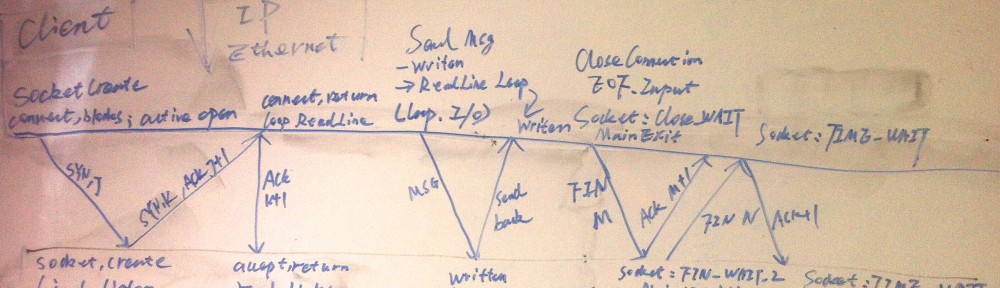 Client
IP
Ethernet
Send Msg
- Writen
→ ReadLine Loop
(Loop. I/O)
Close Connection
EOF. Input
Socket: Close_WAIT
Main Exit
Socket Create
connect, blocks; active open
connect, return
loop ReadLine
Writen
Socket: TIME-WAIT
SYN, J
SYN K, ACK J+1
Ack
K+1
MSG
Send
back
FIN
M
Ack M+1
FIN N
Ack+1
socket, create
accept, return
written
socket: FIN-WAIT-2
Socket: TIME-WAIT